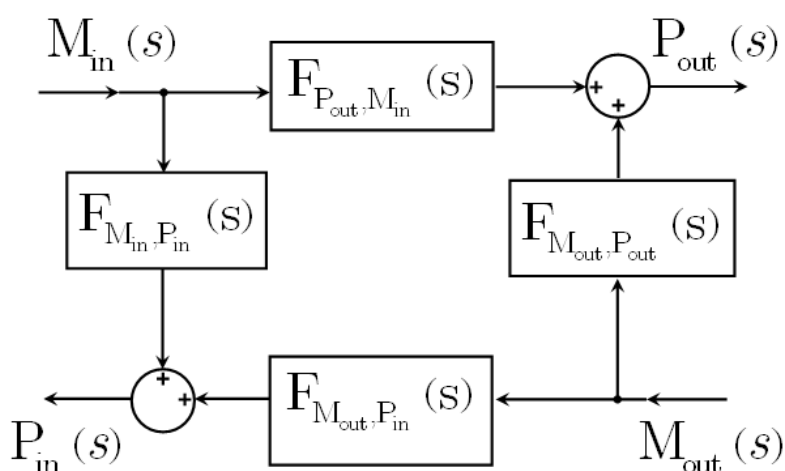 M_in (s)
F_P_out,M_in (s)
+
+
P_out (s)
F_M_in,P_in (s)
F_M_out,P_out (s)
+
+
F_M_out,P_in (s)
P_in (s)
M_out (s)